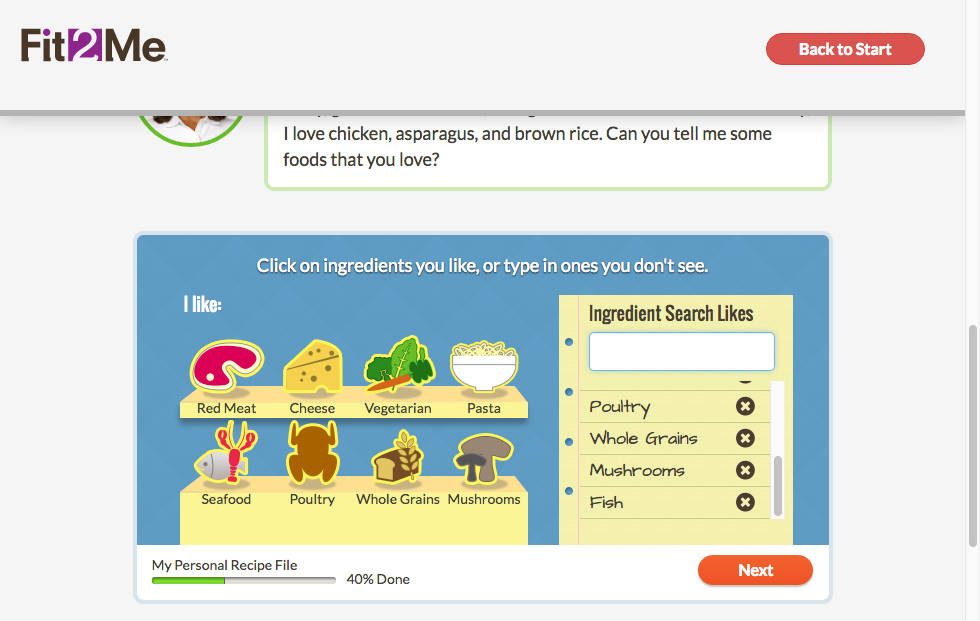 Fit2Me
Back to Start
I love chicken, asparagus, and brown rice. Can you tell me some
foods that you love?
Click on ingredients you like, or type in ones you don't see.
I like:
Red Meat
Cheese
Vegetarian
Pasta
Seafood
Poultry
Whole Grains
Mushrooms
Ingredient Search Likes
Poultry
Whole Grains
Mushrooms
Fish
My Personal Recipe File
40% Done
Next